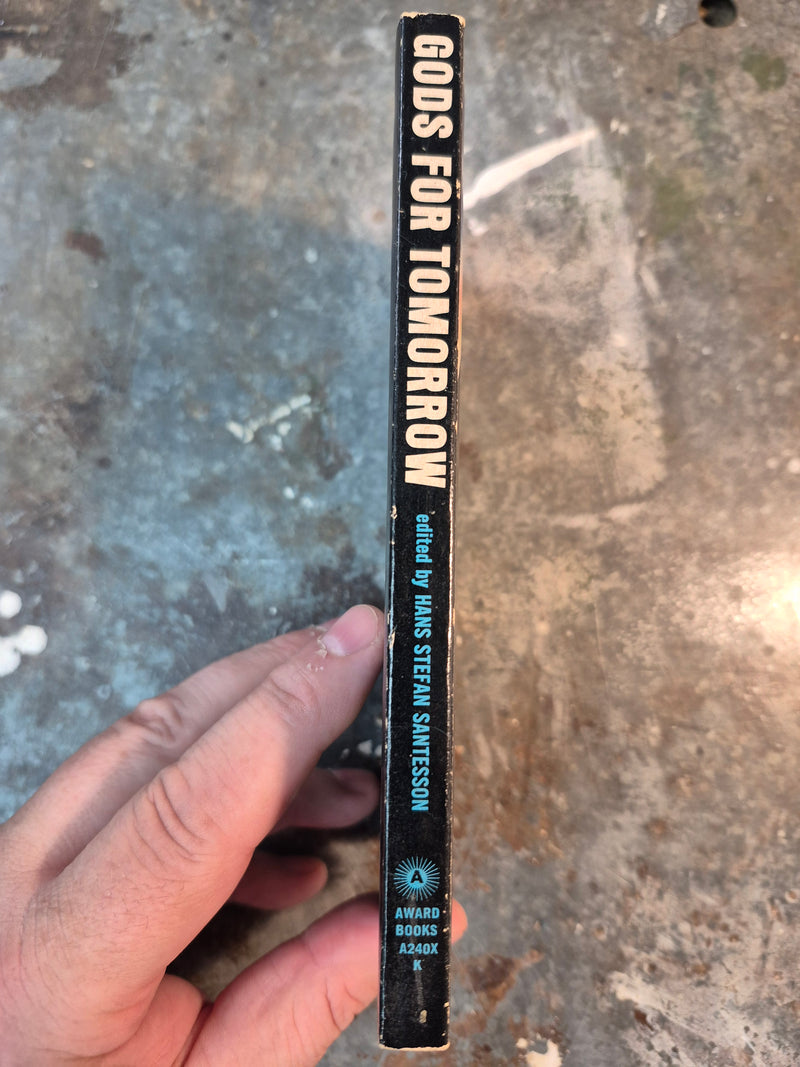 GODS FOR TOMORROW
edited by HANS STEFAN SANTESSON
A
AWARD
BOOKS
A240X
K